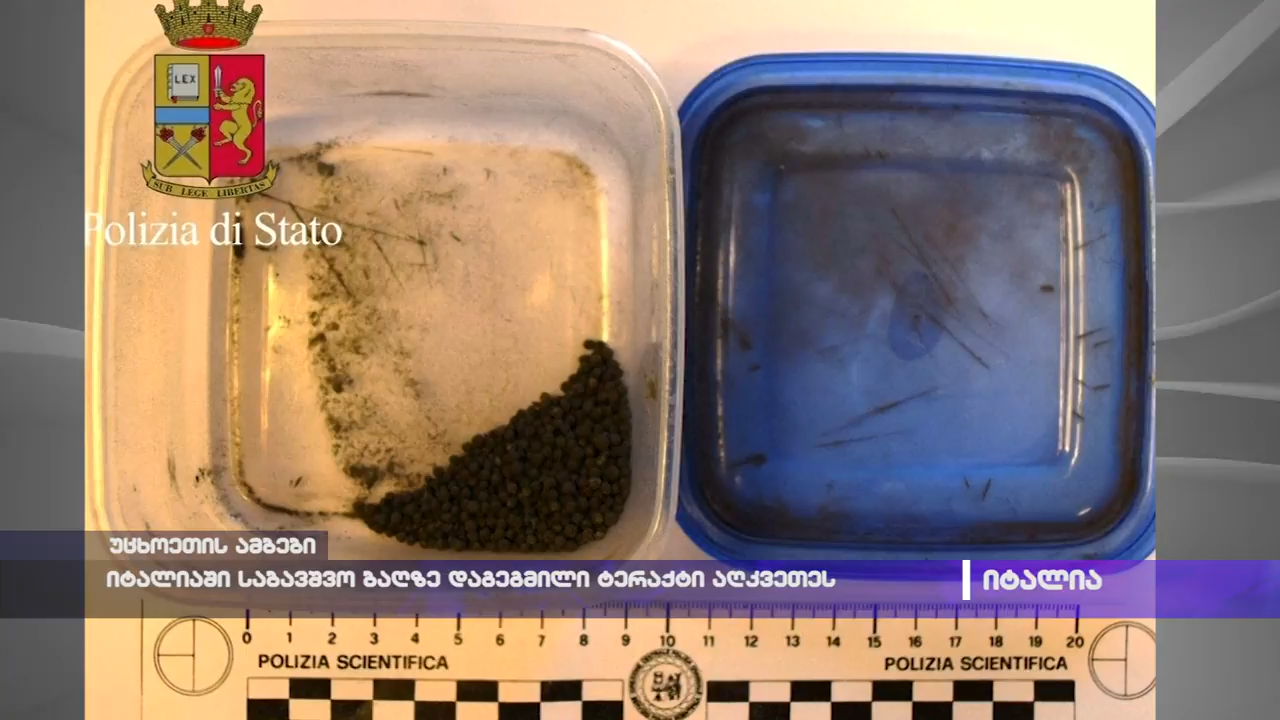 LEX
SUB LEGE LIBERTAS
Polizia di Stato
უცხოეთის ამბები
იტალიაში საბავშვო ბაღზე დაგეგმილი ტერაქტი აღკვეთეს
იტალია
0 1 2 3 4 5 6 7 8 9 10 11 12 13 14 15 16 17 18 19 20
POLIZIA SCIENTIFICA
POLIZIA SCIENTIFICA